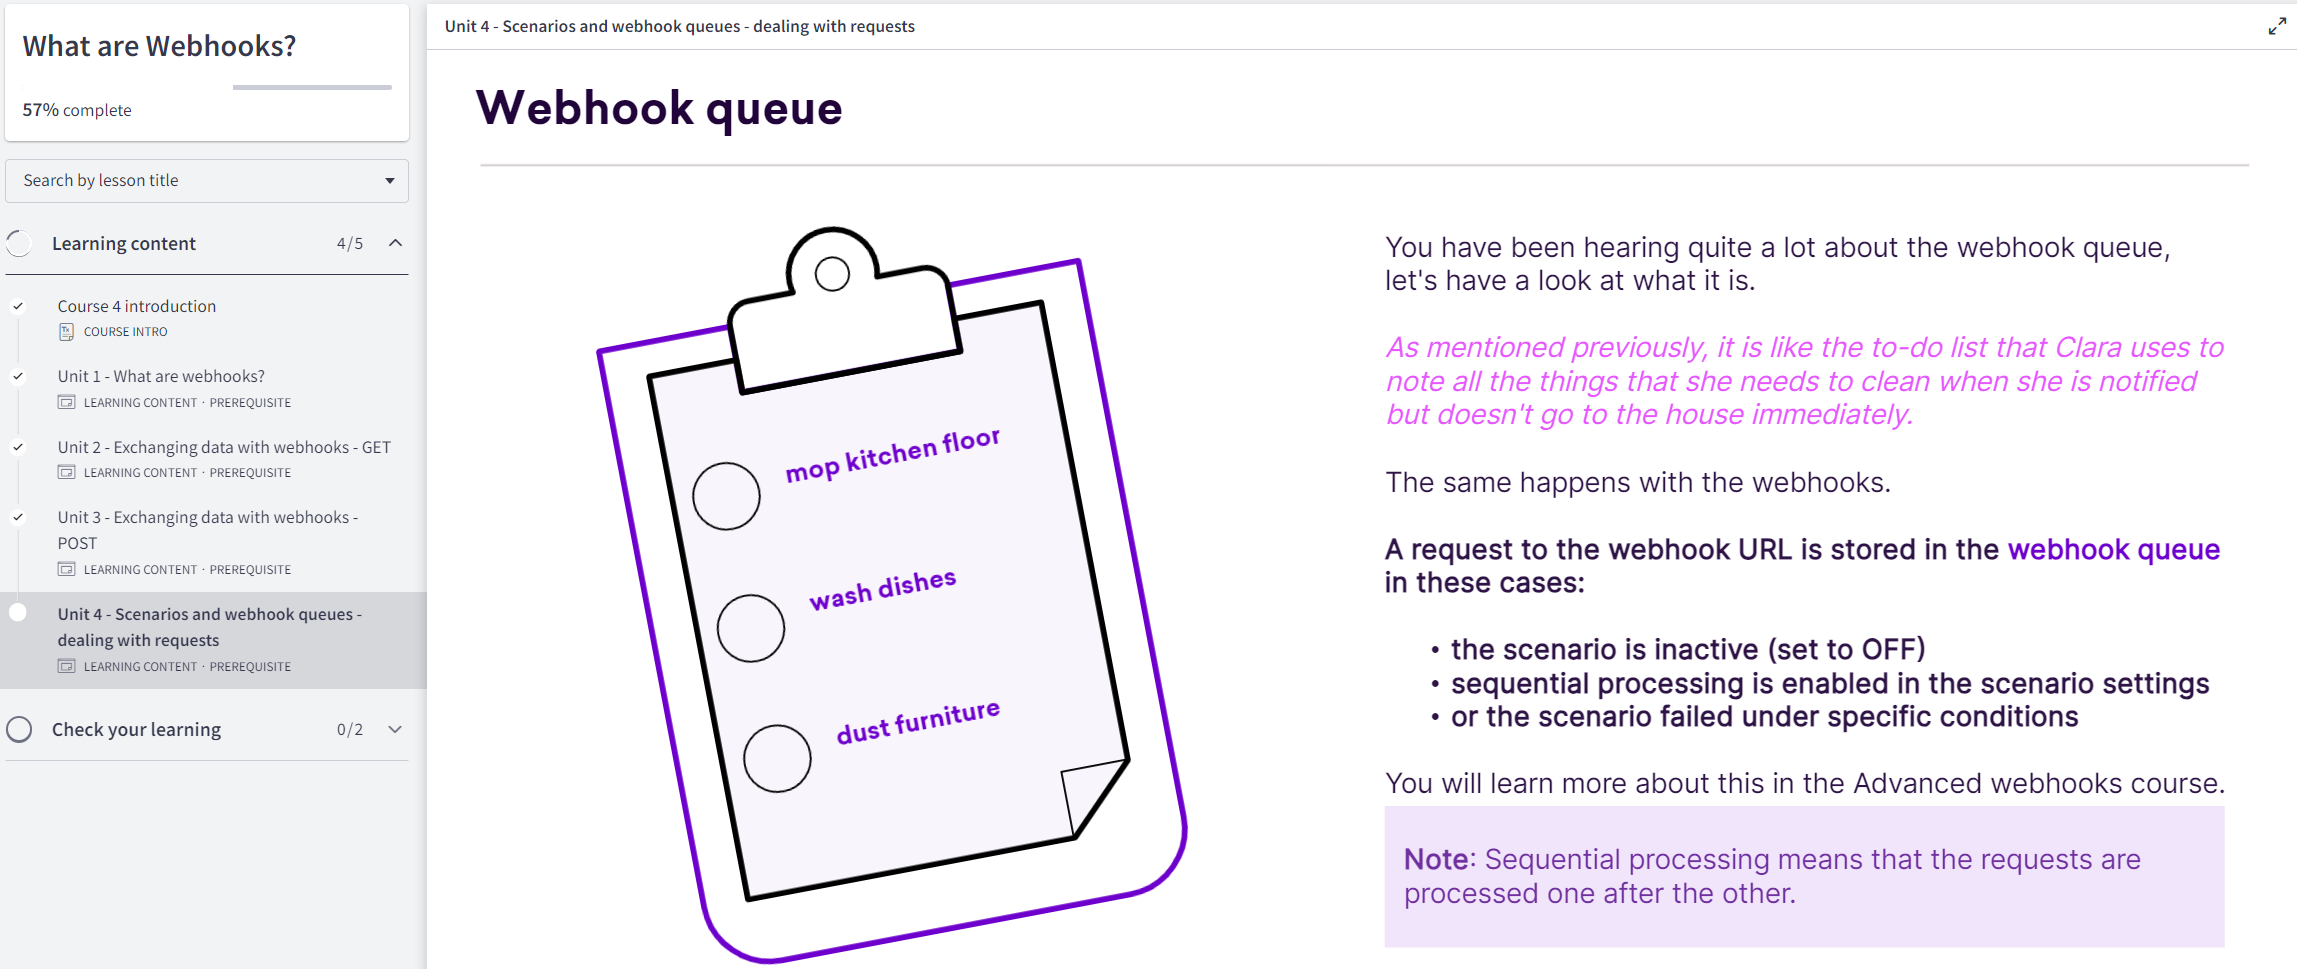 What are Webhooks?
57% complete
Search by lesson title
Learning content 4/5
Course 4 introduction
COURSE INTRO
Unit 1 - What are webhooks?
LEARNING CONTENT · PREREQUISITE
Unit 2 - Exchanging data with webhooks - GET
LEARNING CONTENT · PREREQUISITE
Unit 3 - Exchanging data with webhooks -
POST
LEARNING CONTENT · PREREQUISITE
Unit 4 - Scenarios and webhook queues -
dealing with requests
LEARNING CONTENT · PREREQUISITE
Check your learning 0/2
Unit 4 - Scenarios and webhook queues - dealing with requests
Webhook queue
mop kitchen floor
wash dishes
dust furniture
You have been hearing quite a lot about the webhook queue,
let's have a look at what it is.
As mentioned previously, it is like the to-do list that Clara uses to
note all the things that she needs to clean when she is notified
but doesn't go to the house immediately.
The same happens with the webhooks.
A request to the webhook URL is stored in the webhook queue
in these cases:
• the scenario is inactive (set to OFF)
• sequential processing is enabled in the scenario settings
• or the scenario failed under specific conditions
You will learn more about this in the Advanced webhooks course.
Note: Sequential processing means that the requests are
processed one after the other.